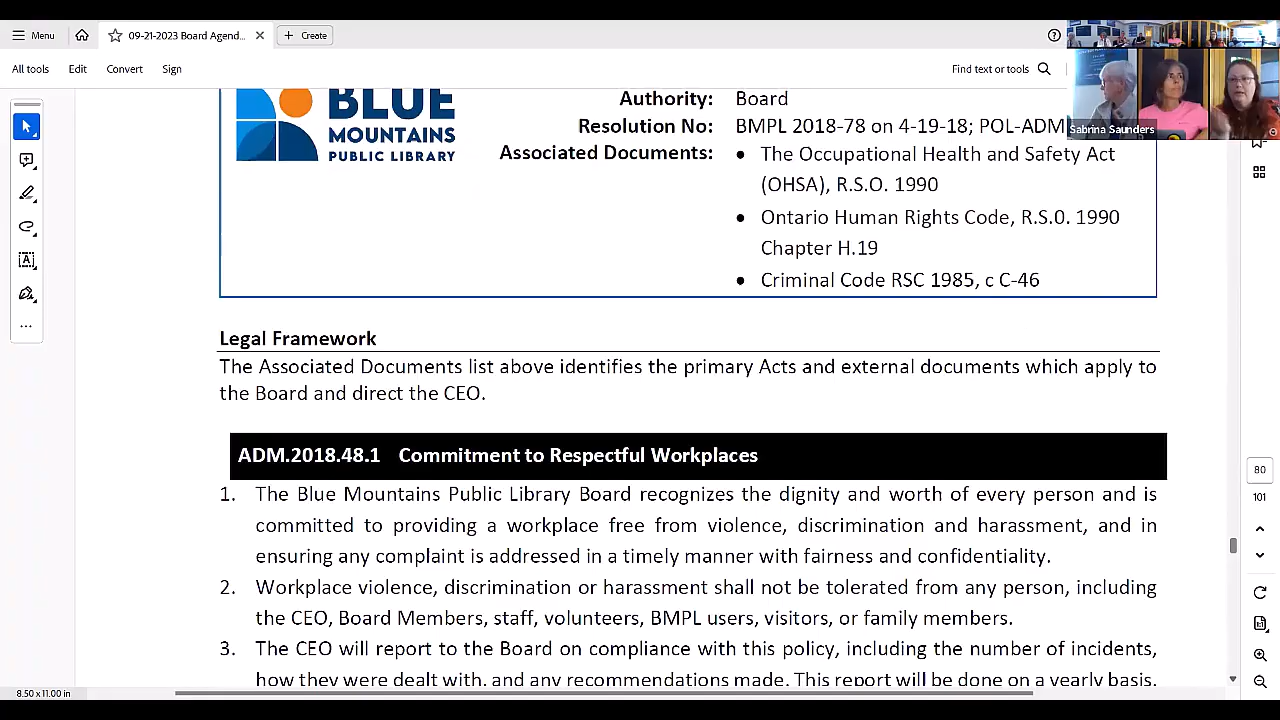 Menu
09-21-2023 Board Agend...
Create
All tools
Edit
Convert
Sign
Find text or tools
Sabrina Saunders
BLUE
MOUNTAINS
PUBLIC LIBRARY
Authority: Board
Resolution No: BMPL 2018-78 on 4-19-18; POL-ADM
Associated Documents: • The Occupational Health and Safety Act
(OHSA), R.S.O. 1990
• Ontario Human Rights Code, R.S.0. 1990
Chapter H.19
• Criminal Code RSC 1985, c C-46
Legal Framework
The Associated Documents list above identifies the primary Acts and external documents which apply to
the Board and direct the CEO.
ADM.2018.48.1 Commitment to Respectful Workplaces
1. The Blue Mountains Public Library Board recognizes the dignity and worth of every person and is
committed to providing a workplace free from violence, discrimination and harassment, and in
ensuring any complaint is addressed in a timely manner with fairness and confidentiality.
2. Workplace violence, discrimination or harassment shall not be tolerated from any person, including
the CEO, Board Members, staff, volunteers, BMPL users, visitors, or family members.
3. The CEO will report to the Board on compliance with this policy, including the number of incidents,
how they were dealt with, and any recommendations made. This report will be done on a yearly basis.
80
101
8.50 x 11.00 in